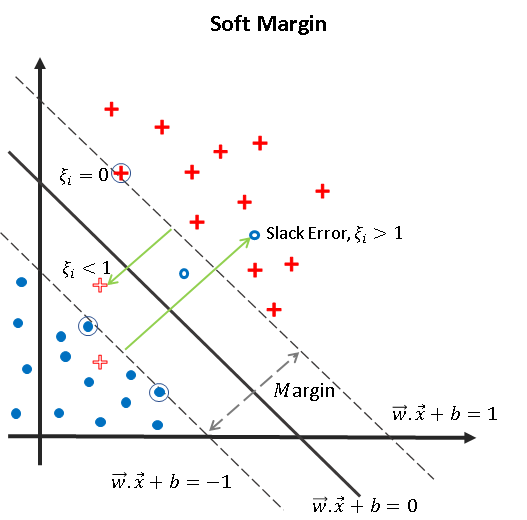 Soft Margin
ξᵢ = 0
Slack Error, ξᵢ > 1
ξᵢ < 1
Margin
w⃗.x⃗ + b = 1
w⃗.x⃗ + b = −1
w⃗.x⃗ + b = 0